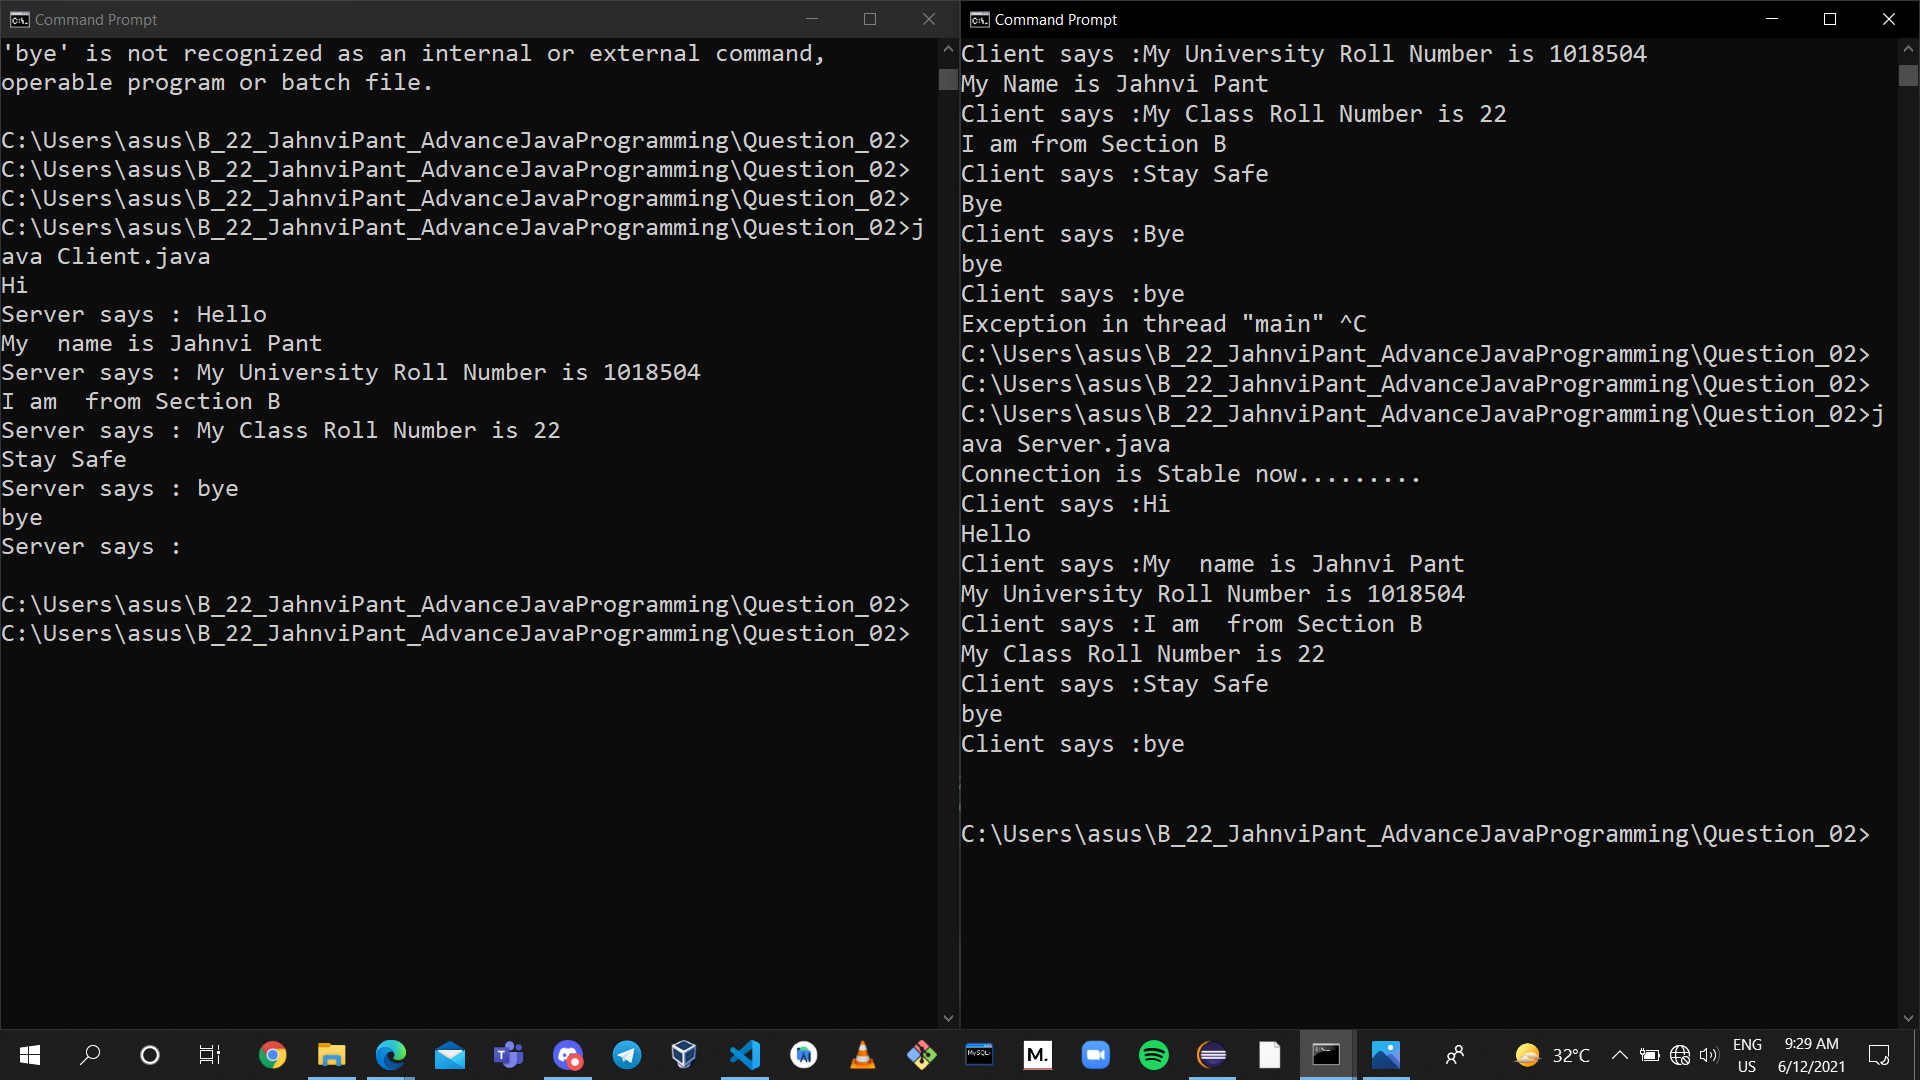 Command Prompt
'bye' is not recognized as an internal or external command,
operable program or batch file.
C:\Users\asus\B_22_JahnviPant_AdvanceJavaProgramming\Question_02>
C:\Users\asus\B_22_JahnviPant_AdvanceJavaProgramming\Question_02>
C:\Users\asus\B_22_JahnviPant_AdvanceJavaProgramming\Question_02>
C:\Users\asus\B_22_JahnviPant_AdvanceJavaProgramming\Question_02>j
ava Client.java
Hi
Server says : Hello
My  name is Jahnvi Pant
Server says : My University Roll Number is 1018504
I am  from Section B
Server says : My Class Roll Number is 22
Stay Safe
Server says : bye
bye
Server says :
C:\Users\asus\B_22_JahnviPant_AdvanceJavaProgramming\Question_02>
C:\Users\asus\B_22_JahnviPant_AdvanceJavaProgramming\Question_02>
Command Prompt
Client says :My University Roll Number is 1018504
My Name is Jahnvi Pant
Client says :My Class Roll Number is 22
I am from Section B
Client says :Stay Safe
Bye
Client says :Bye
bye
Client says :bye
Exception in thread "main" ^C
C:\Users\asus\B_22_JahnviPant_AdvanceJavaProgramming\Question_02>
C:\Users\asus\B_22_JahnviPant_AdvanceJavaProgramming\Question_02>
C:\Users\asus\B_22_JahnviPant_AdvanceJavaProgramming\Question_02>j
ava Server.java
Connection is Stable now.........
Client says :Hi
Hello
Client says :My  name is Jahnvi Pant
My University Roll Number is 1018504
Client says :I am  from Section B
My Class Roll Number is 22
Client says :Stay Safe
bye
Client says :bye
C:\Users\asus\B_22_JahnviPant_AdvanceJavaProgramming\Question_02>
MySQL
M.
32°C
ENG
US
9:29 AM
6/12/2021